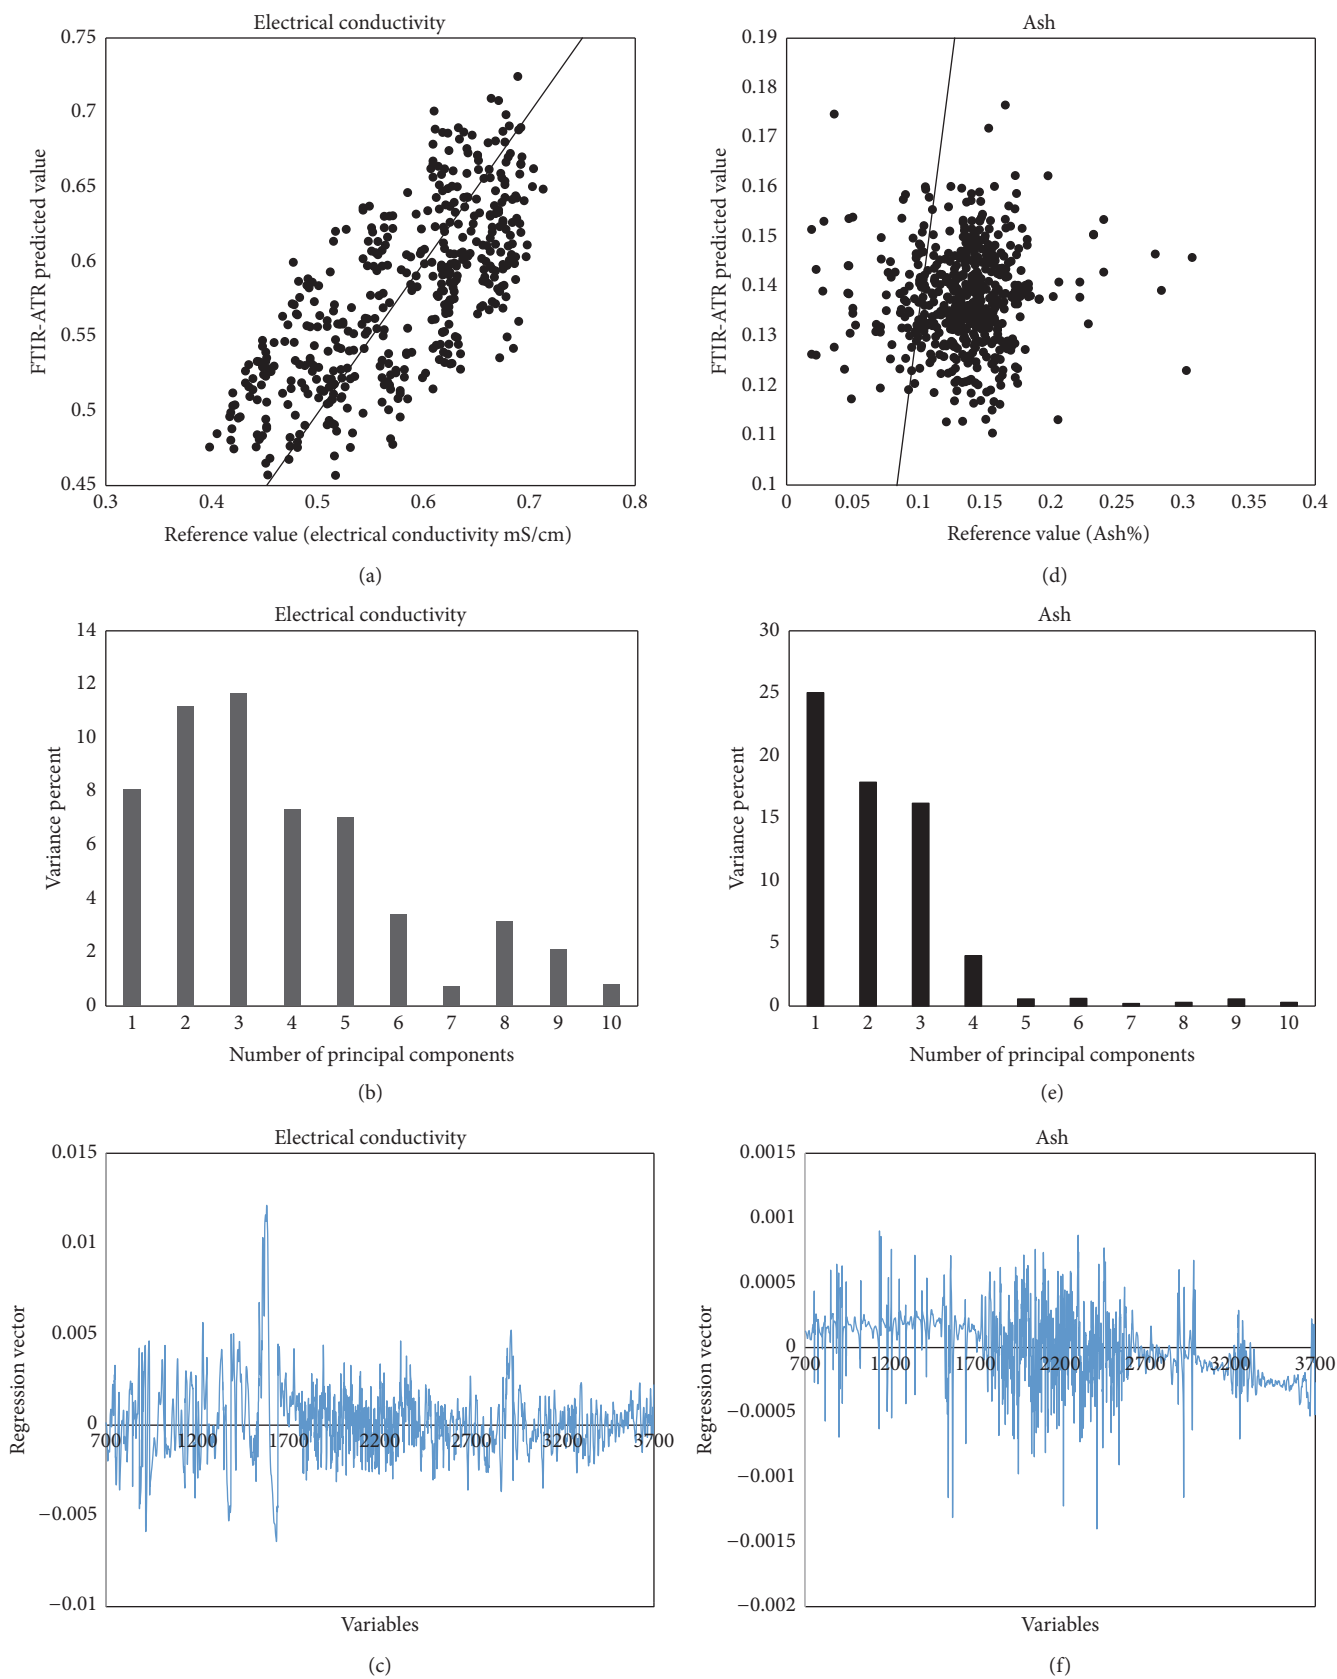 Electrical conductivity
0.75
0.7
0.65
0.6
0.55
0.5
0.45
FTIR-ATR predicted value
0.3 0.4 0.5 0.6 0.7 0.8
Reference value (electrical conductivity mS/cm)
(a)
Ash
0.19
0.18
0.17
0.16
0.15
0.14
0.13
0.12
0.11
0.1
FTIR-ATR predicted value
0 0.05 0.1 0.15 0.2 0.25 0.3 0.35 0.4
Reference value (Ash%)
(d)
Electrical conductivity
14
12
10
8
6
4
2
0
Variance percent
1 2 3 4 5 6 7 8 9 10
Number of principal components
(b)
Ash
30
25
20
15
10
5
0
Variance percent
1 2 3 4 5 6 7 8 9 10
Number of principal components
(e)
Electrical conductivity
0.015
0.01
0.005
0
−0.005
−0.01
Regression vector
700 1200 1700 2200 2700 3200 3700
Variables
(c)
Ash
0.0015
0.001
0.0005
0
−0.0005
−0.001
−0.0015
−0.002
Regression vector
700 1200 1700 2200 2700 3200 3700
Variables
(f)